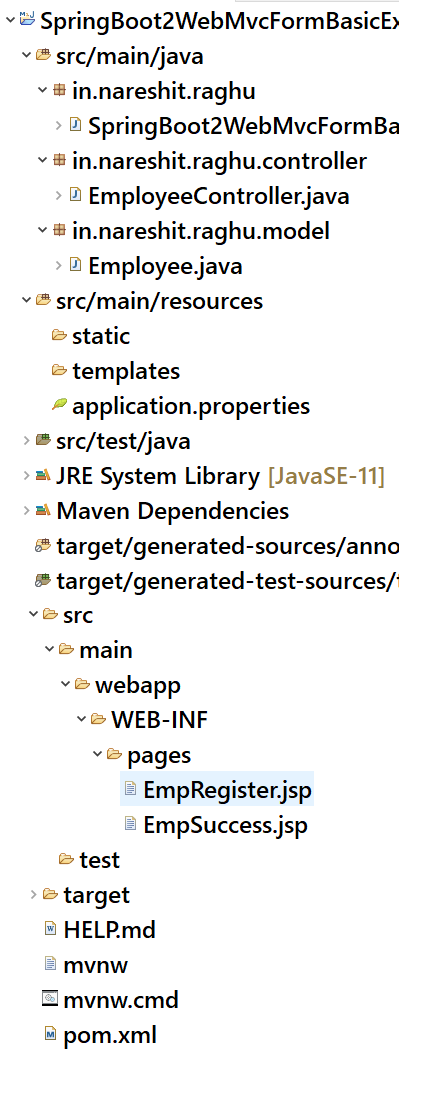 SpringBoot2WebMvcFormBasicEx
src/main/java
in.nareshit.raghu
SpringBoot2WebMvcFormBa
in.nareshit.raghu.controller
EmployeeController.java
in.nareshit.raghu.model
Employee.java
src/main/resources
static
templates
application.properties
src/test/java
JRE System Library [JavaSE-11]
Maven Dependencies
target/generated-sources/anno
target/generated-test-sources/t
src
main
webapp
WEB-INF
pages
EmpRegister.jsp
EmpSuccess.jsp
test
target
HELP.md
mvnw
mvnw.cmd
pom.xml